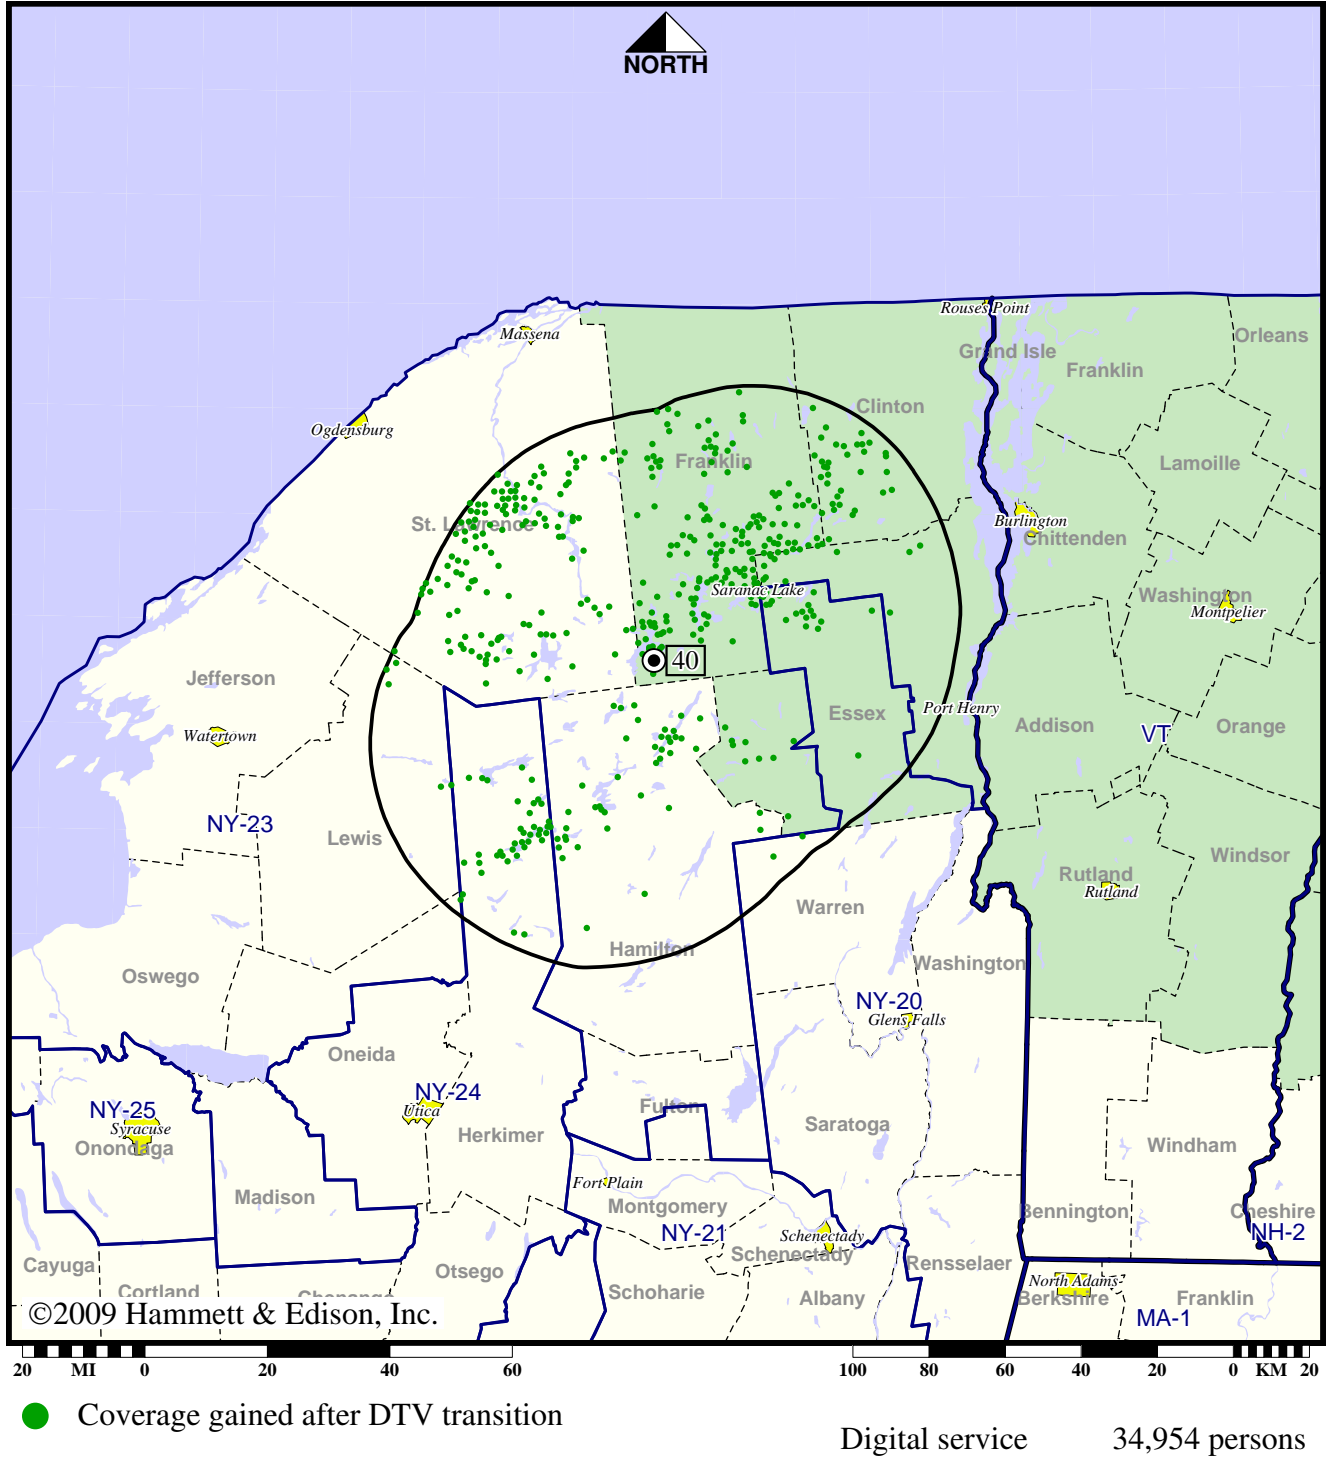 NORTH
Rouse's Point
Massena
Grand Isle
Orleans
Franklin
Clinton
Ogdensburg
Franklin
Lamoille
St. Lawrence
Burlington
Chittenden
Saranac Lake
Washington
Montpelier
40
Jefferson
Port Henry
Essex
Addison
VT
Orange
Watertown
NY-23
Lewis
Windsor
Rutland
Rutland
Warren
Hamilton
Washington
Oswego
NY-20
Glens Falls
Oneida
NY-24
Utica
NY-25
Syracuse
Onondaga
Fulton
Herkimer
Saratoga
Windham
Fort Plain
Madison
Montgomery
Bennington
Cheshire
NY-21
NH-2
Schenectady
Schenectady
Cayuga
Otsego
Rensselaer
North Adams
Cortland
Chenango
Schoharie
Albany
Berkshire
Franklin
MA-1
©2009 Hammett & Edison, Inc.
20 MI 0 20 40 60 100 80 60 40 20 0 KM 20
Coverage gained after DTV transition
Digital service 34,954 persons